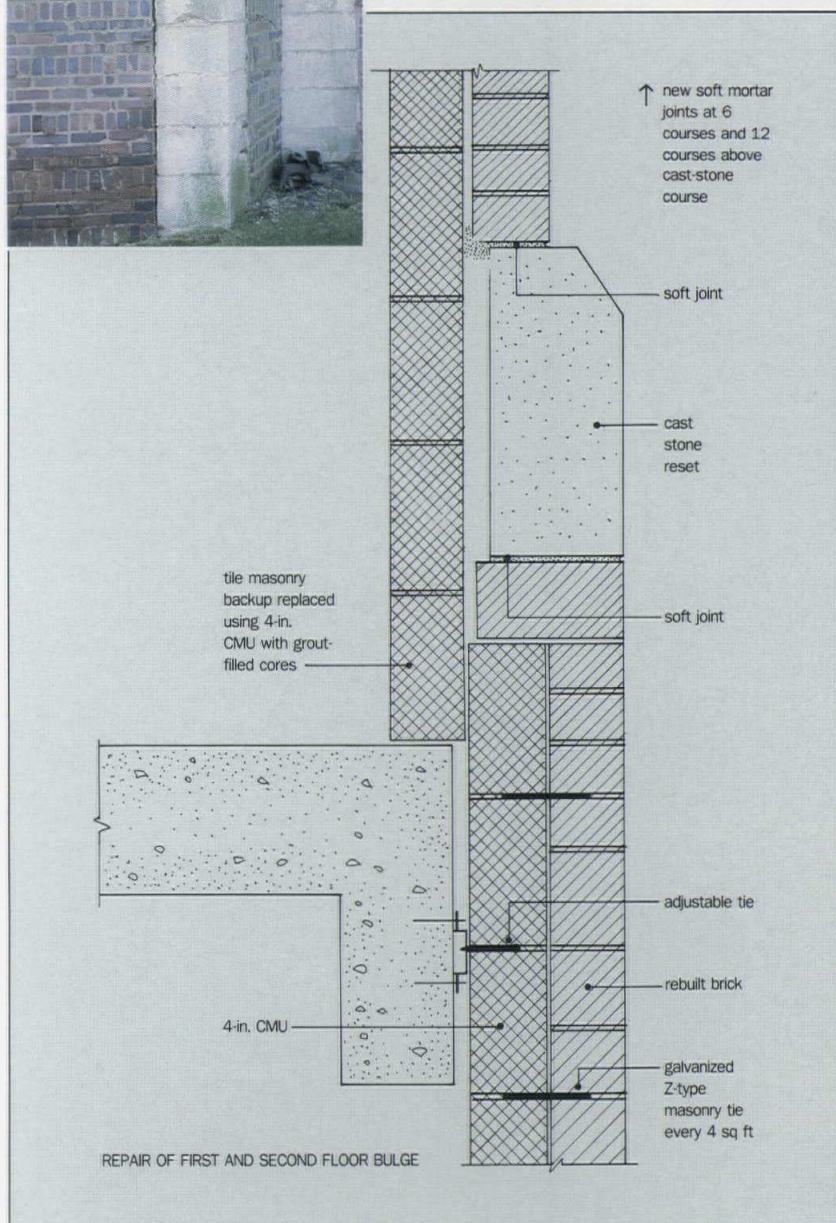 ↑ new soft mortar
joints at 6
courses and 12
courses above
cast-stone
course
soft joint
cast
stone
reset
tile masonry
backup replaced
using 4-in.
CMU with grout-
filled cores
soft joint
adjustable tie
rebuilt brick
4-in. CMU
galvanized
Z-type
masonry tie
every 4 sq ft
REPAIR OF FIRST AND SECOND FLOOR BULGE